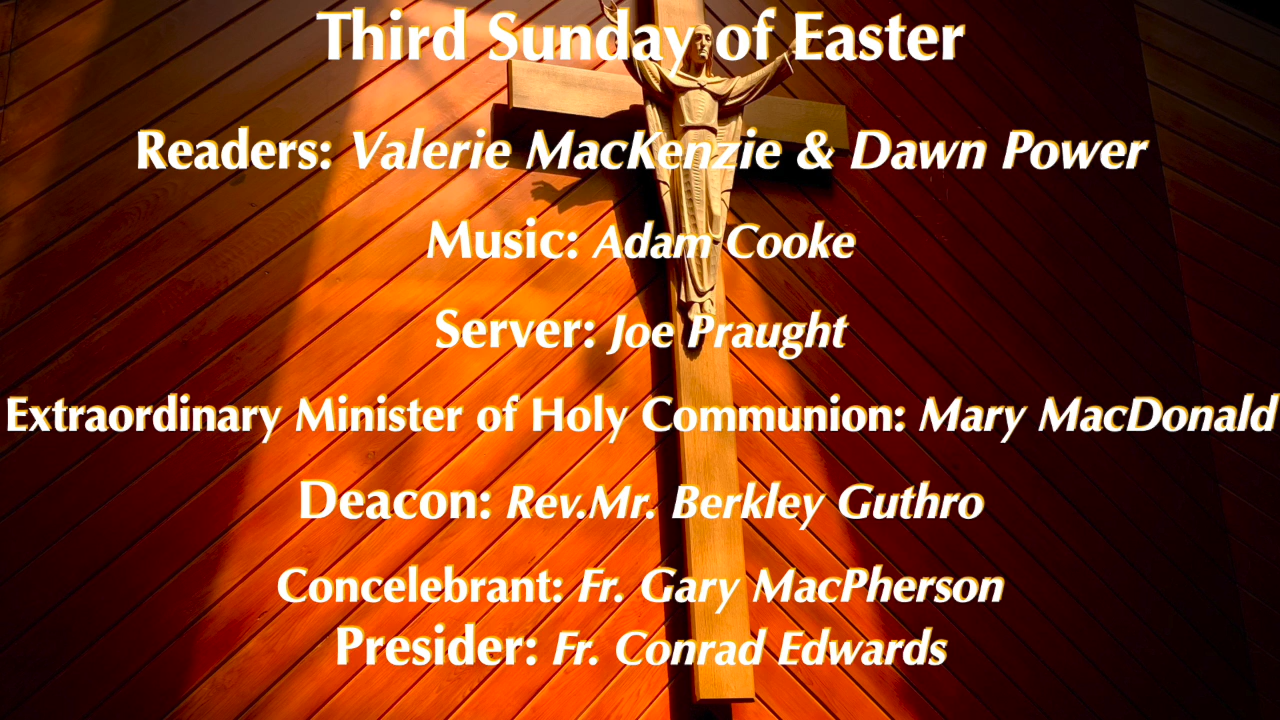 Third Sunday of Easter
Readers: Valerie MacKenzie & Dawn Power
Music: Adam Cooke
Server: Joe Praught
Extraordinary Minister of Holy Communion: Mary MacDonald
Deacon: Rev.Mr. Berkley Guthro
Concelebrant: Fr. Gary MacPherson
Presider: Fr. Conrad Edwards